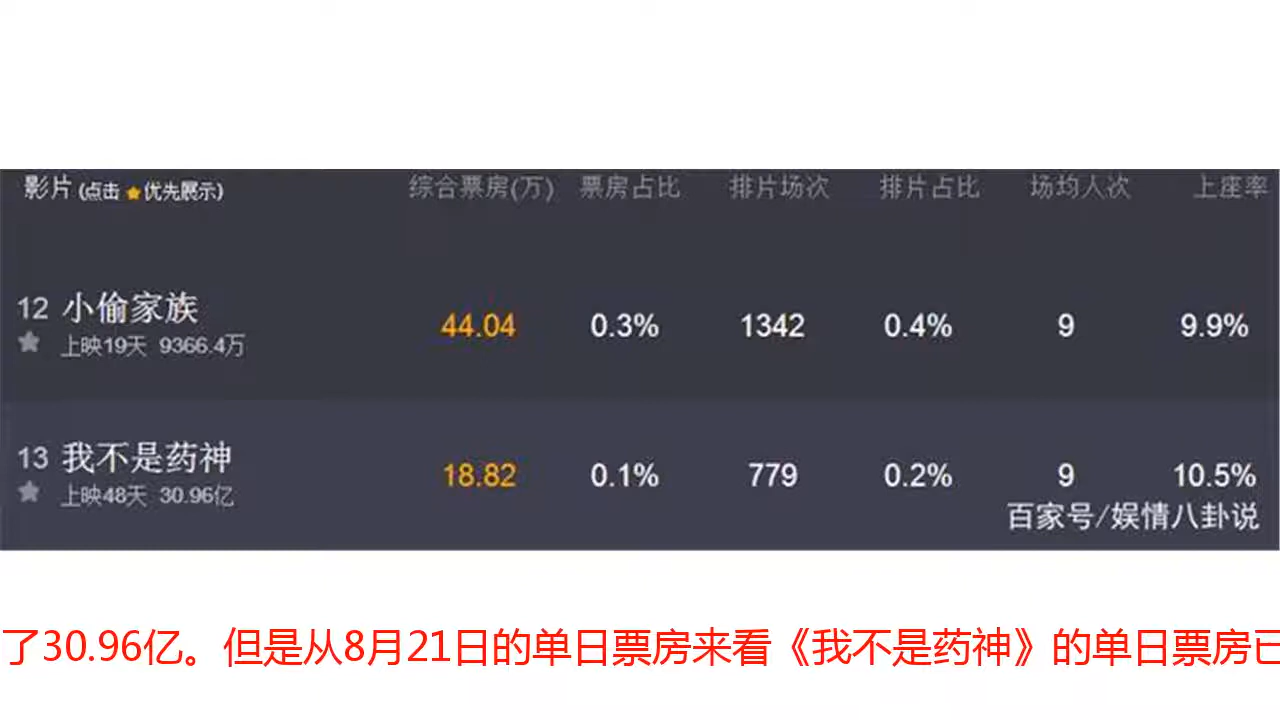 影片 (点击 ★优先展示) 综合票房(万) 票房占比 排片场次 排片占比 场均人次 上座率
12 小偷家族 44.04 0.3% 1342 0.4% 9 9.9%
上映19天 9366.4万
13 我不是药神 18.82 0.1% 779 0.2% 9 10.5%
上映48天 30.96亿
百家号/娱情八卦说
了30.96亿。但是从8月21日的单日票房来看《我不是药神》的单日票房已